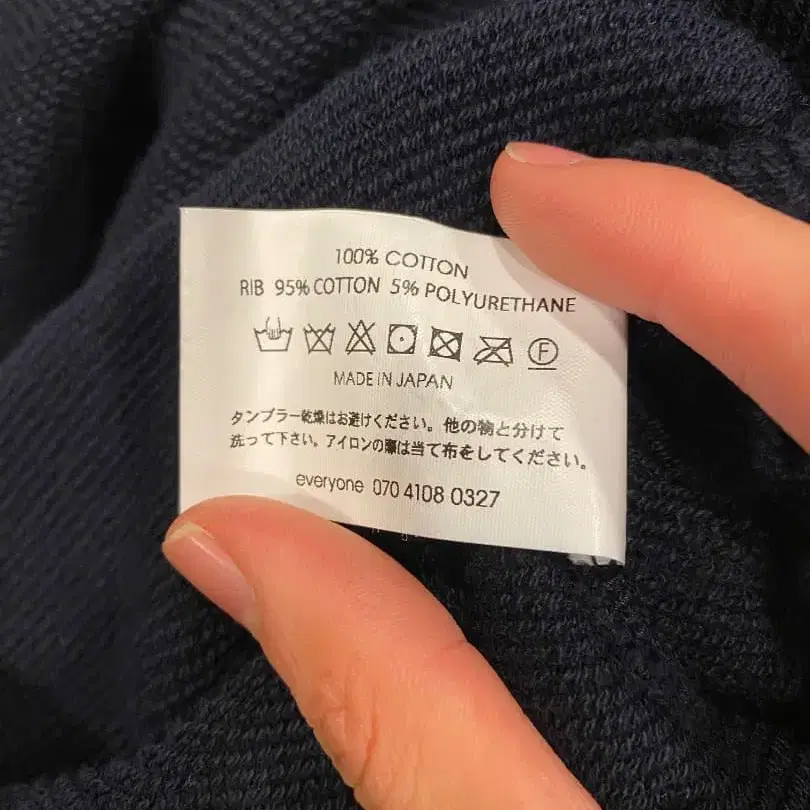 100% COTTON
RIB 95% COTTON 5% POLYURETHANE
F
MADE IN JAPAN
タンブラー乾燥はお避けください。他の物と分けて
洗って下さい。アイロンの際は当て布をしてください。
everyone 070 4108 0327